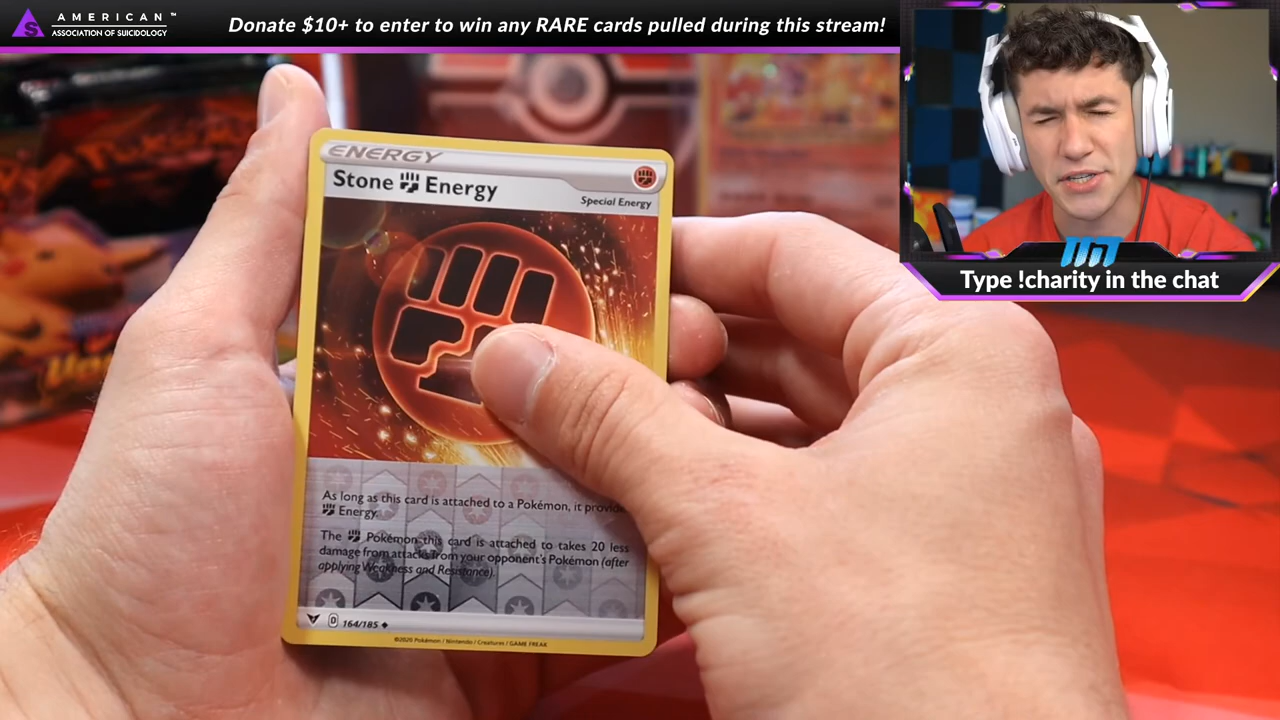 AMERICAN™
ASSOCIATION OF SUICIDOLOGY
Donate $10+ to enter to win any RARE cards pulled during this stream!
Type !charity in the chat
ENERGY
Stone Energy
Special Energy
As long as this card is attached to a Pokémon, it
Energy.
The Pokémon this card is attached to takes 20 less
damage from attacks from your opponent's Pokémon (after
applying Weakness and Resistance).
D 164/185
©2020 Pokémon / Nintendo / Creatures / GAME FREAK